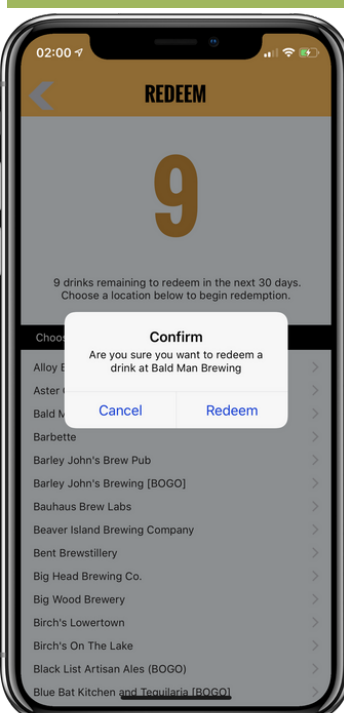 02:00
REDEEM
9
9 drinks remaining to redeem in the next 30 days.
Choose a location below to begin redemption.
Choos
Confirm
Are you sure you want to redeem a
drink at Bald Man Brewing
Cancel
Redeem
Alloy B
Aster
Bald M
Barbette
Barley John's Brew Pub
Barley John's Brewing [BOGO]
Bauhaus Brew Labs
Beaver Island Brewing Company
Bent Brewstillery
Big Head Brewing Co.
Big Wood Brewery
Birch's Lowertown
Birch's On The Lake
Black List Artisan Ales (BOGO)
Blue Bat Kitchen and Tequilaria [BOGO]